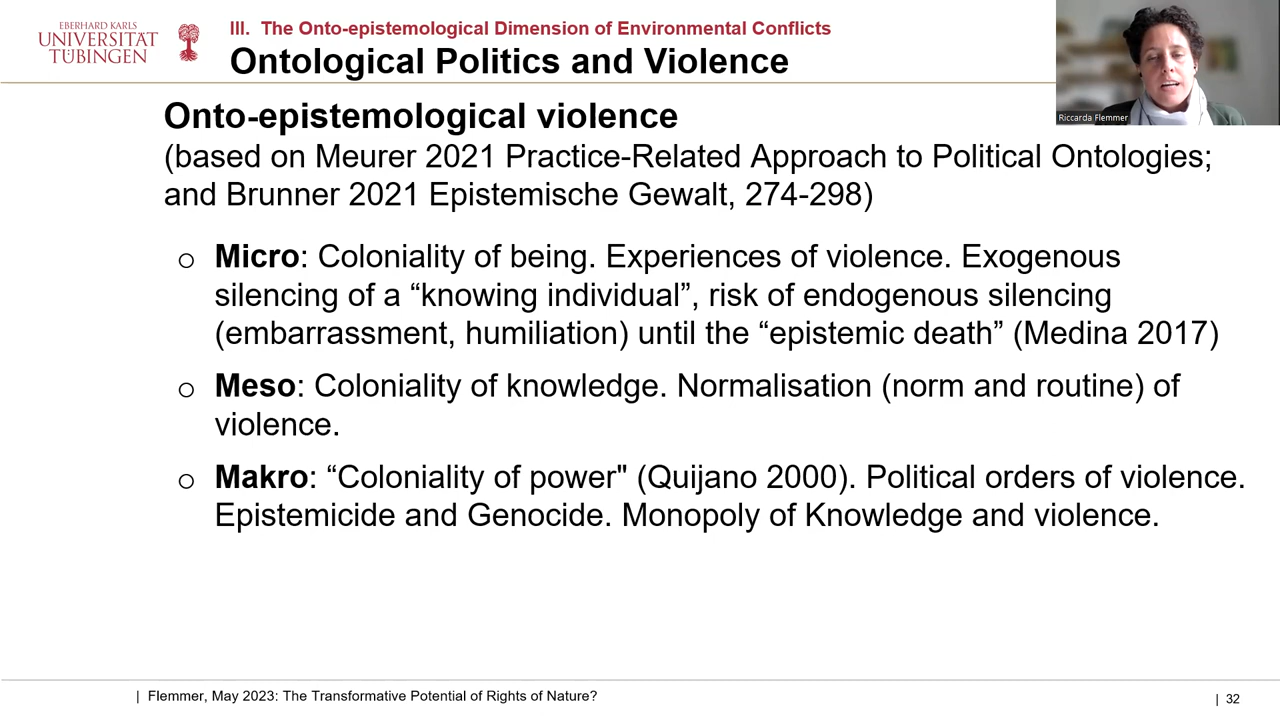 EBERHARD KARLS
UNIVERSITÄT
TÜBINGEN
III. The Onto-epistemological Dimension of Environmental Conflicts
Ontological Politics and Violence
Riccarda Flemmer
Onto-epistemological violence
(based on Meurer 2021 Practice-Related Approach to Political Ontologies;
and Brunner 2021 Epistemische Gewalt, 274-298)
o Micro: Coloniality of being. Experiences of violence. Exogenous
silencing of a “knowing individual”, risk of endogenous silencing
(embarrassment, humiliation) until the “epistemic death” (Medina 2017)
o Meso: Coloniality of knowledge. Normalisation (norm and routine) of
violence.
o Makro: “Coloniality of power" (Quijano 2000). Political orders of violence.
Epistemicide and Genocide. Monopoly of Knowledge and violence.
| Flemmer, May 2023: The Transformative Potential of Rights of Nature?
| 32